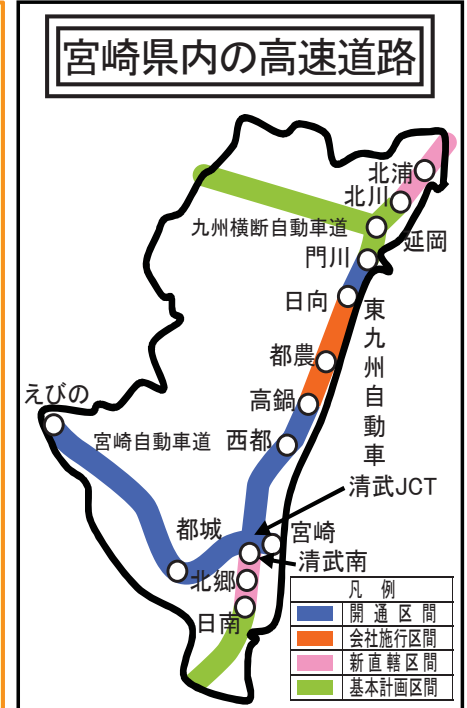 宮崎県内の高速道路
北浦
北川
九州横断自動車道
延岡
門川
日向
東九州自動車
都農
高鍋
えびの
宮崎自動車道
西都
清武JCT
都城
宮崎
清武南
北郷
日南
凡例
開通区間
会社施行区間
新直轄区間
基本計画区間